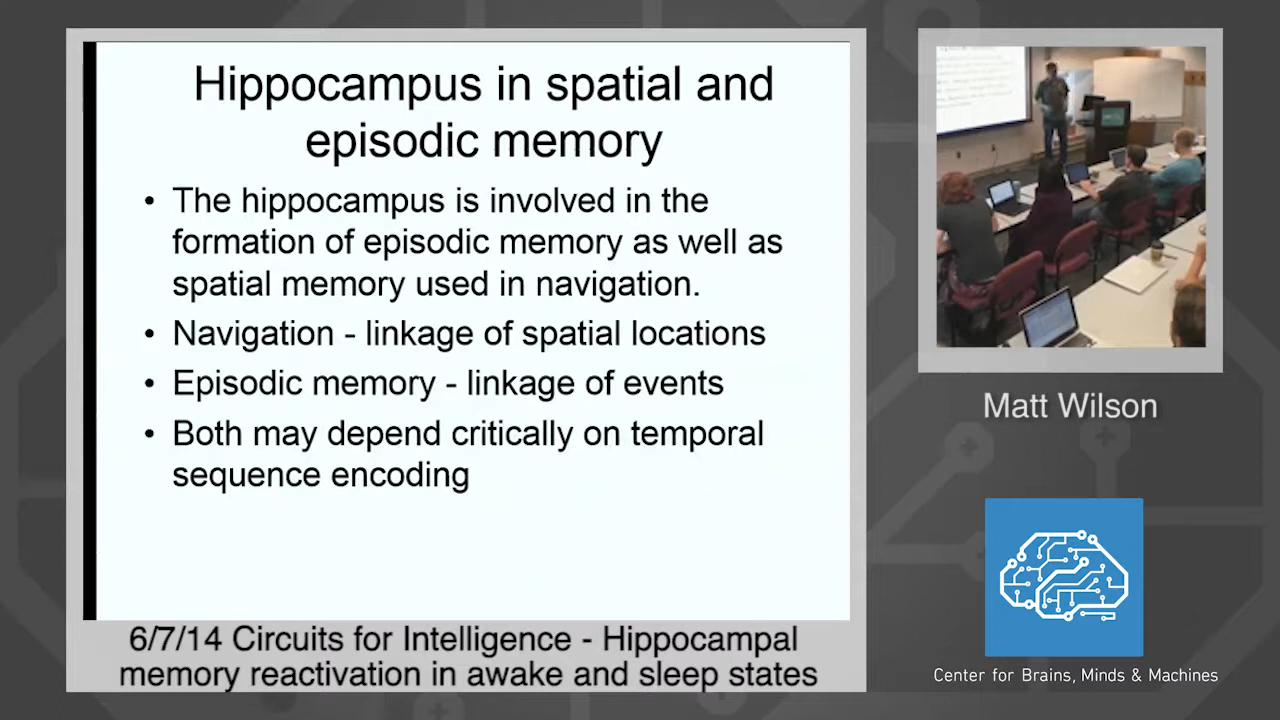 Hippocampus in spatial and
episodic memory
• The hippocampus is involved in the
formation of episodic memory as well as
spatial memory used in navigation.
• Navigation - linkage of spatial locations
• Episodic memory - linkage of events
• Both may depend critically on temporal
sequence encoding
6/7/14 Circuits for Intelligence - Hippocampal
memory reactivation in awake and sleep states
Matt Wilson
Center for Brains, Minds & Machines